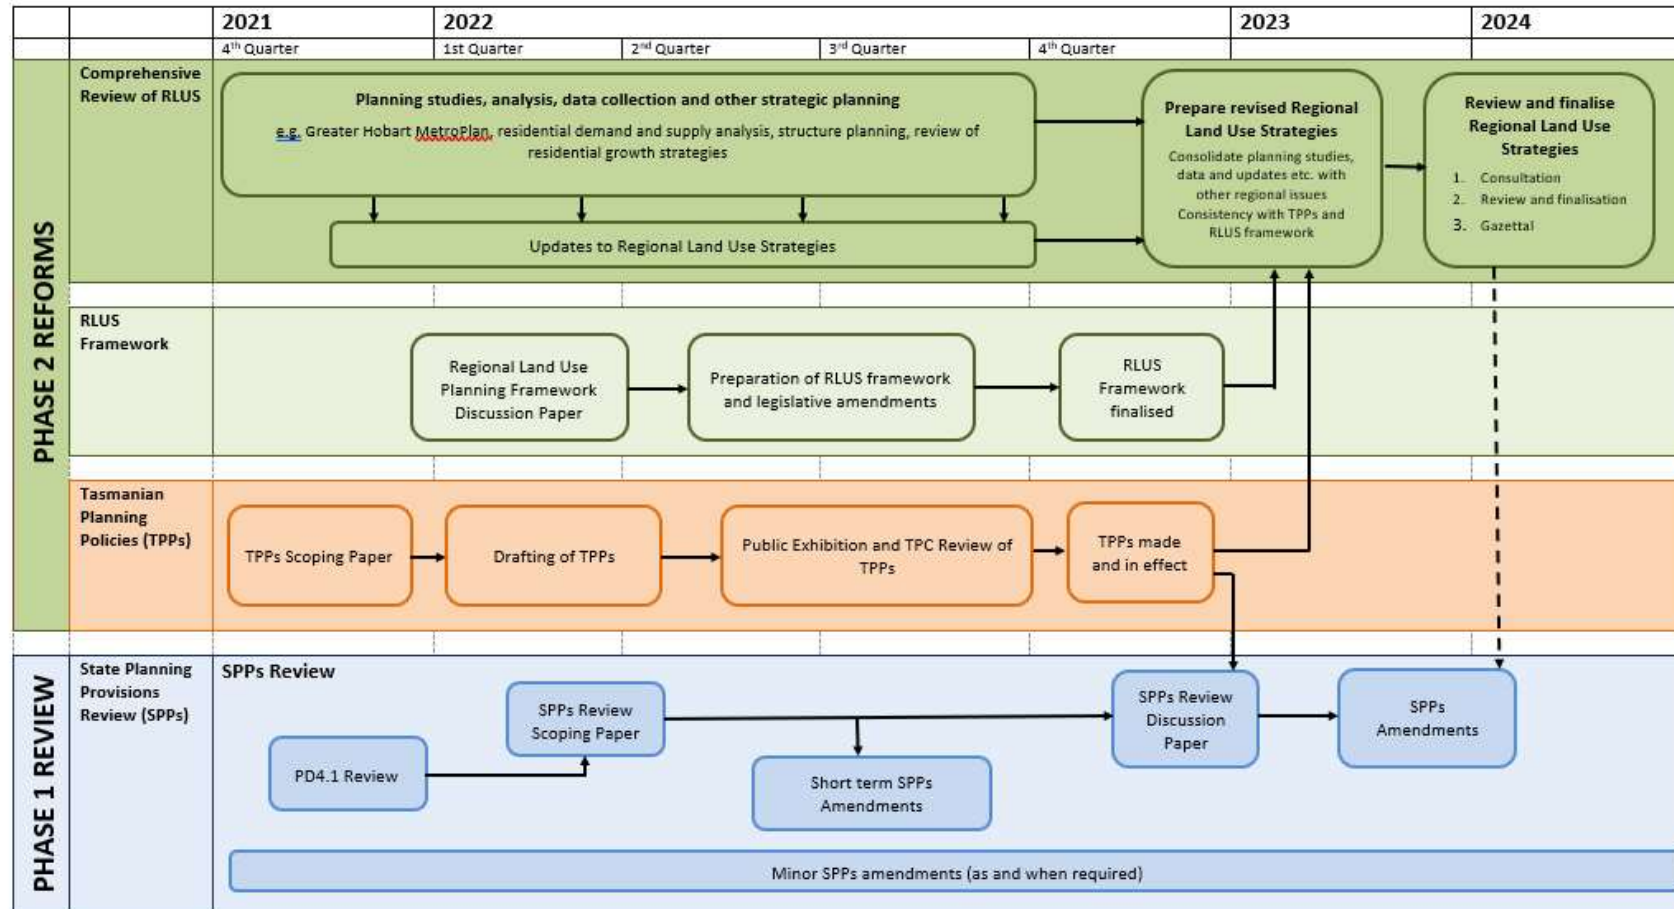 2021
2022
2023
2024
4th Quarter
1st Quarter
2nd Quarter
3rd Quarter
4th Quarter
PHASE 2 REFORMS
Comprehensive
Review of RLUS
Planning studies, analysis, data collection and other strategic planning
e.g. Greater Hobart MetroPlan, residential demand and supply analysis, structure planning, review of
residential growth strategies
Updates to Regional Land Use Strategies
Prepare revised Regional
Land Use Strategies
Consolidate planning studies,
data and updates etc. with
other regional issues
Consistency with TPPs and
RLUS framework
Review and finalise
Regional Land Use
Strategies
1. Consultation
2. Review and finalisation
3. Gazettal
RLUS
Framework
Regional Land Use
Planning Framework
Discussion Paper
Preparation of RLUS framework
and legislative amendments
RLUS
Framework
finalised
Tasmanian
Planning
Policies (TPPs)
TPPs Scoping Paper
Drafting of TPPs
Public Exhibition and TPC Review of
TPPs
TPPs made
and in effect
PHASE 1 REVIEW
State Planning
Provisions
Review (SPPs)
SPPs Review
PD4.1 Review
SPPs Review
Scoping Paper
Short term SPPs
Amendments
SPPs Review
Discussion
Paper
SPPs
Amendments
Minor SPPs amendments (as and when required)